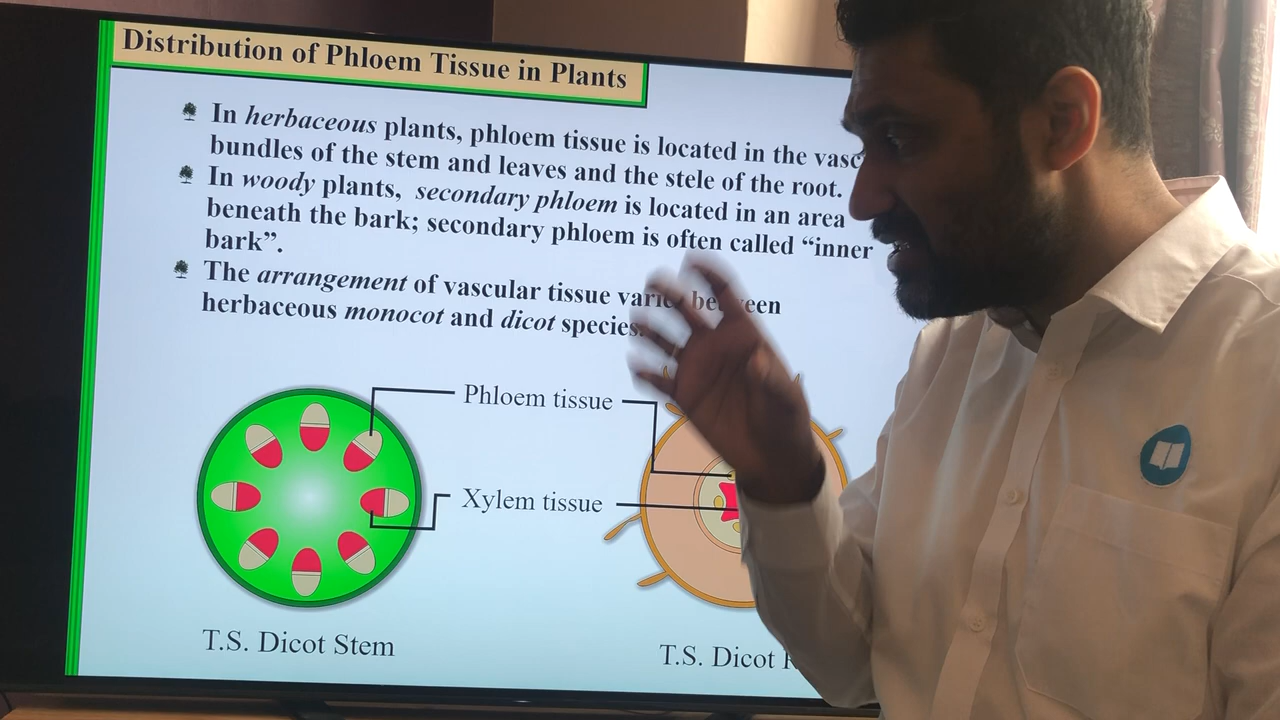 Distribution of Phloem Tissue in Plants
In herbaceous plants, phloem tissue is located in the
bundles of the stem and leaves and the stele of the root.
In woody plants, secondary phloem is located in an area
beneath the bark; secondary phloem is often called “inner
bark”.
The arrangement of vascular tissue between
herbaceous monocot and dicot species.
Phloem tissue
Xylem tissue
T.S. Dicot Stem
T.S. Dicot